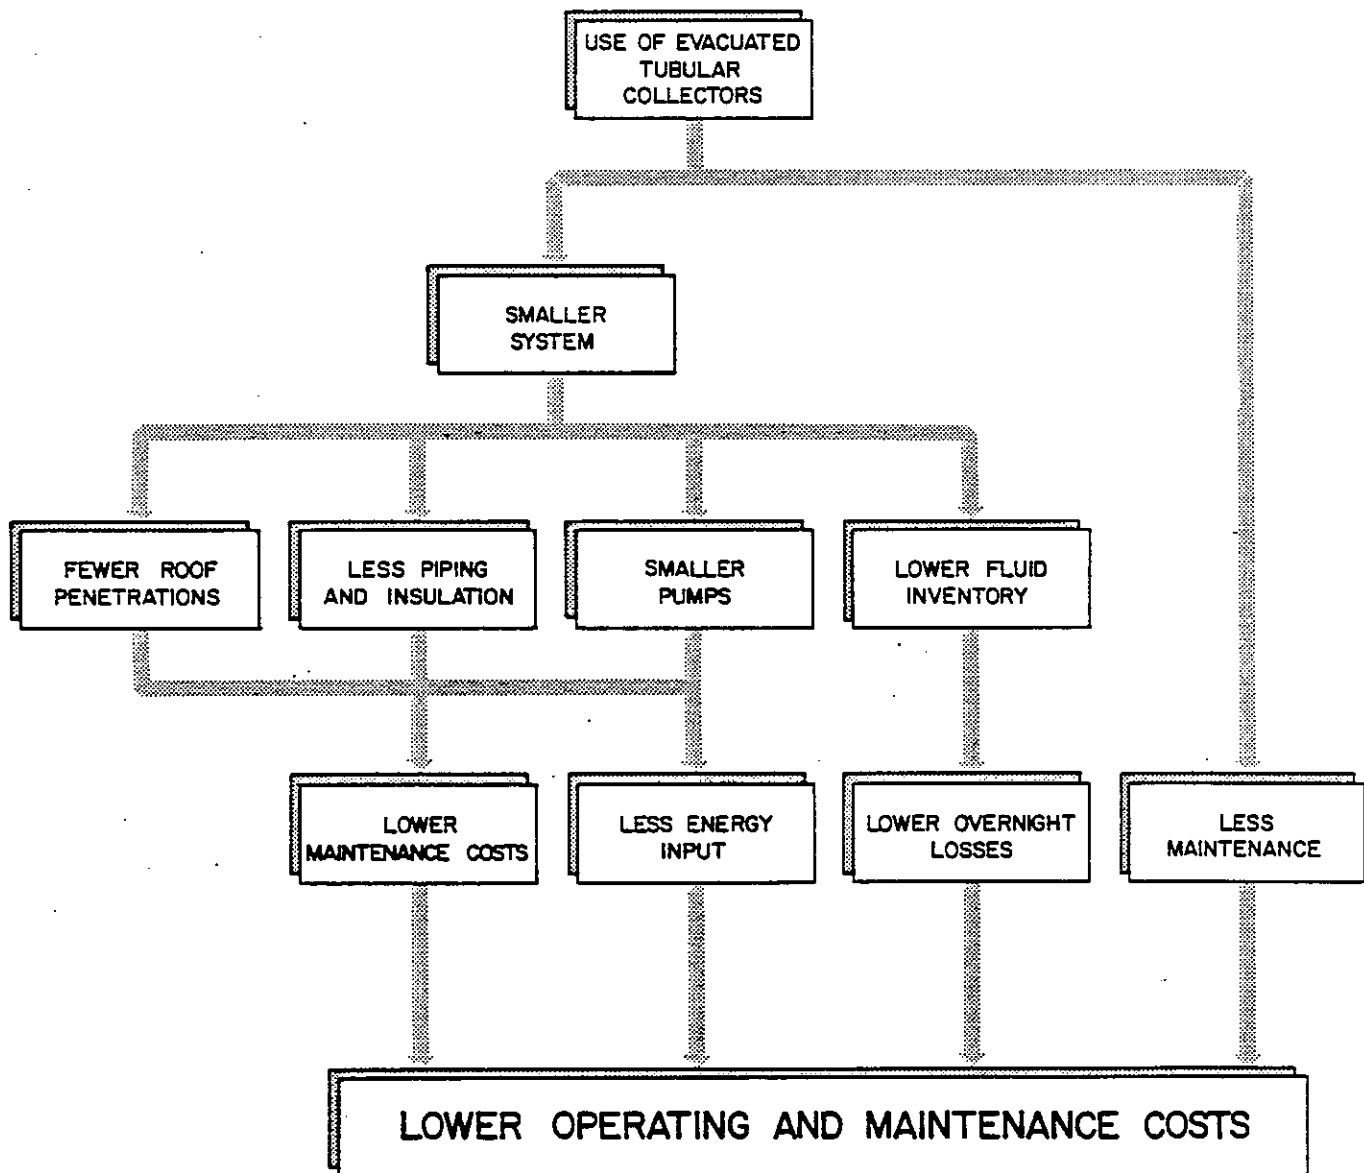 USE OF EVACUATED
TUBULAR
COLLECTORS
SMALLER
SYSTEM
FEWER ROOF
PENETRATIONS
LESS PIPING
AND INSULATION
SMALLER
PUMPS
LOWER FLUID
INVENTORY
LOWER
MAINTENANCE COSTS
LESS ENERGY
INPUT
LOWER OVERNIGHT
LOSSES
LESS
MAINTENANCE
LOWER OPERATING AND MAINTENANCE COSTS